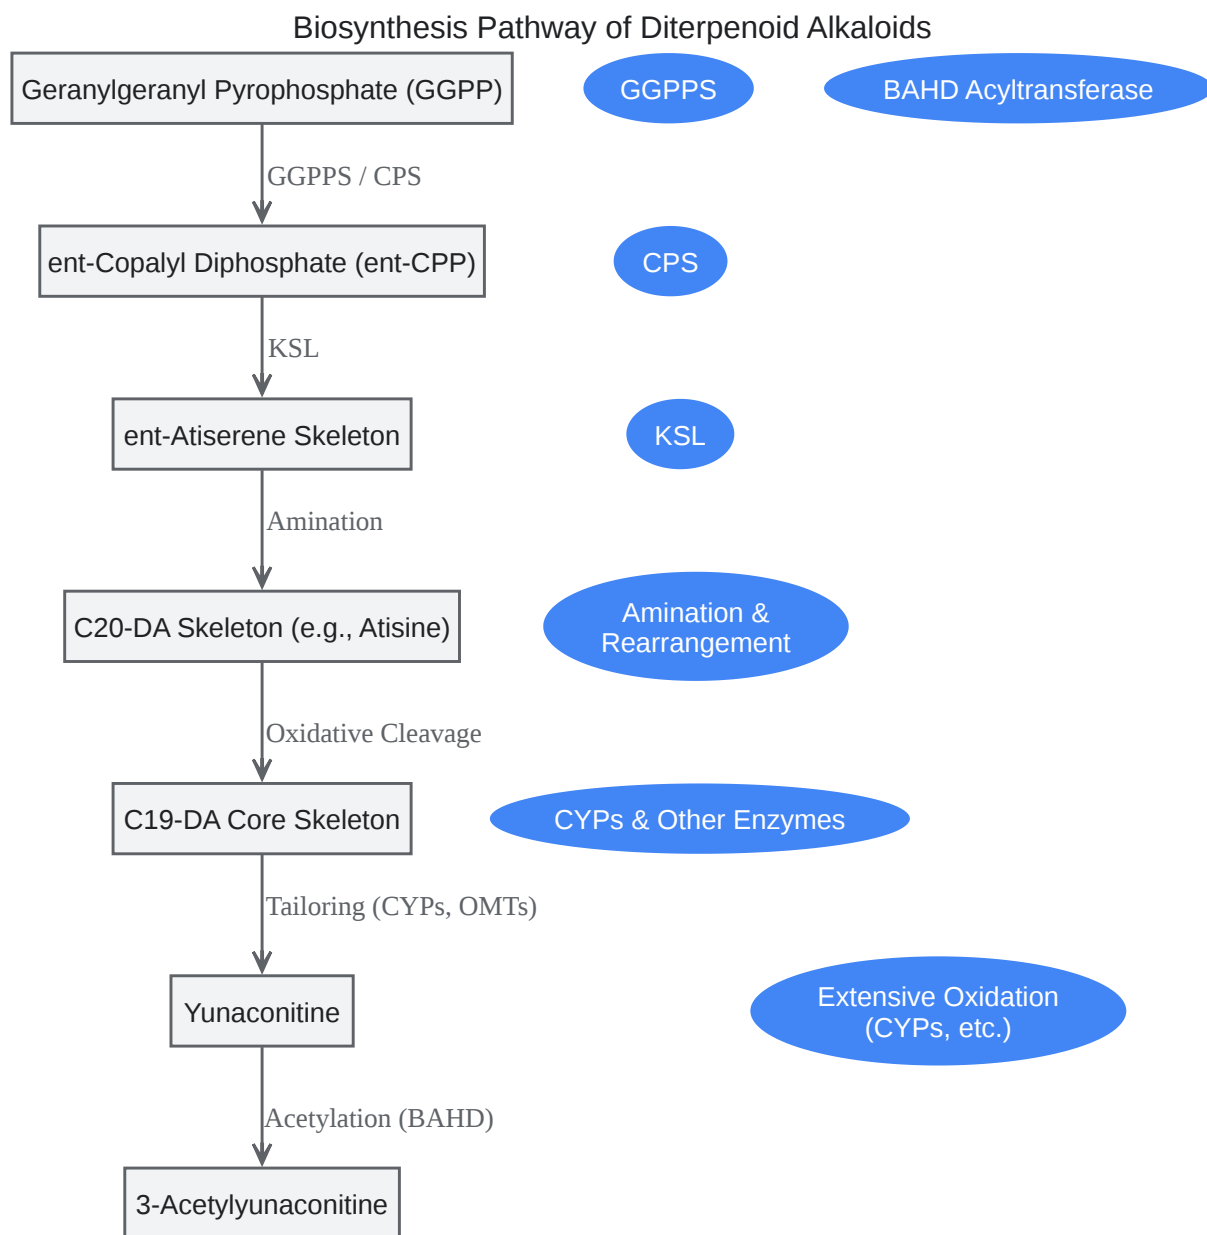 Biosynthesis Pathway of Diterpenoid Alkaloids
Geranylgeranyl Pyrophosphate (GGPP)
GGPPS
BAHD Acyltransferase
GGPPS / CPS
ent-Copalyl Diphosphate (ent-CPP)
CPS
KSL
ent-Atiserene Skeleton
KSL
Amination
C20-DA Skeleton (e.g., Atisine)
Amination &
Rearrangement
Oxidative Cleavage
C19-DA Core Skeleton
CYPs & Other Enzymes
Tailoring (CYPs, OMTs)
Yunaconitine
Extensive Oxidation
(CYPs, etc.)
Acetylation (BAHD)
3-Acetylyunaconitine